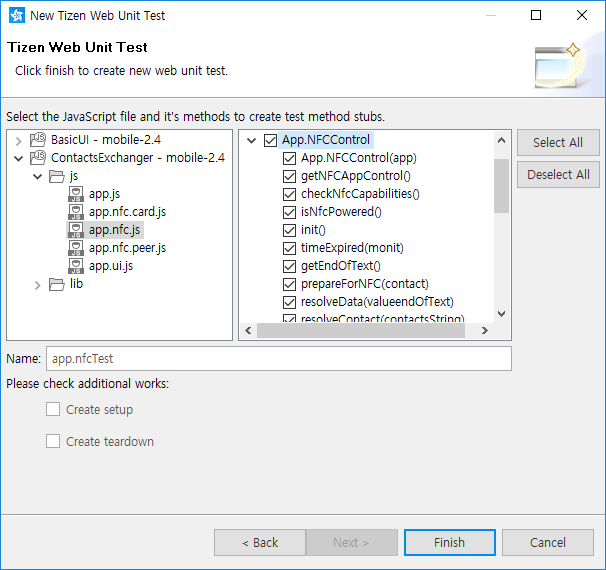 New Tizen Web Unit Test
Tizen Web Unit Test
Click finish to create new web unit test.
Select the JavaScript file and it's methods to create test method stubs.
BasicUI - mobile-2.4
ContactsExchanger - mobile-2.4
js
app.js
app.nfc.card.js
app.nfc.js
app.nfc.peer.js
app.ui.js
lib
App.NFCControl
App.NFCControl(app)
getNFCAppControl()
checkNfcCapabilities()
isNfcPowered()
init()
timeExpired(monit)
getEndOfText()
prepareForNFC(contact)
resolveData(valueendOfText)
resolveContact(contactsString)
Select All
Deselect All
Name: app.nfcTest
Please check additional works:
Create setup
Create teardown
< Back Next > Finish Cancel